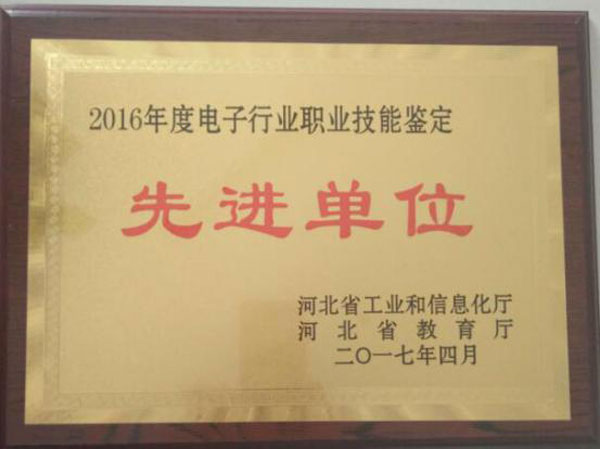 2016年度电子行业职业技能鉴定
先进单位
河北省工业和信息化厅
河北省教育厅
二〇一七年四月